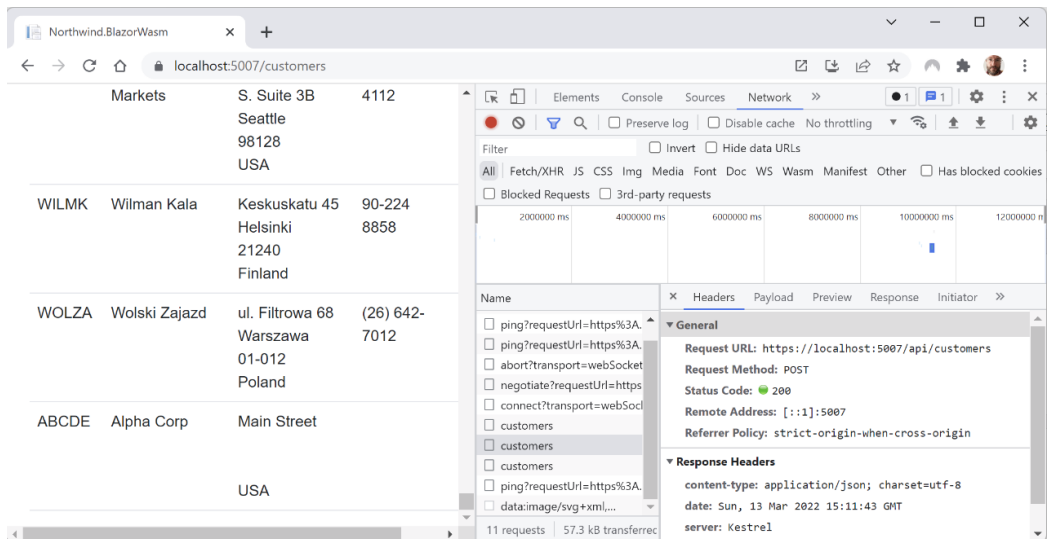 Northwind.BlazorWasm
localhost:5007/customers
Markets S. Suite 3B 4112
Seattle
98128
USA
WILMK Wilman Kala Keskuskatu 45 90-224
Helsinki 8858
21240
Finland
WOLZA Wolski Zajazd ul. Filtrowa 68 (26) 642-
Warszawa 7012
01-012
Poland
ABCDE Alpha Corp Main Street
USA
Elements Console Sources Network 1 1
Preserve log Disable cache No throttling
Filter Invert Hide data URLs
All Fetch/XHR JS CSS Img Media Font Doc WS Wasm Manifest Other Has blocked cookies
Blocked Requests 3rd-party requests
2000000 ms 4000000 ms 6000000 ms 8000000 ms 10000000 ms 12000000 m
Name
ping?requestUrl=https%3A.
ping?requestUrl=https%3A.
abort?transport=webSocket
negotiate?requestUrl=https
connect?transport=webSocl
customers
customers
customers
ping?requestUrl=https%3A.
data:image/svg+xml,...
11 requests 57.3 kB transferrec
Headers Payload Preview Response Initiator
General
Request URL: https://localhost:5007/api/customers
Request Method: POST
Status Code: 200
Remote Address: [::1]:5007
Referrer Policy: strict-origin-when-cross-origin
Response Headers
content-type: application/json; charset=utf-8
date: Sun, 13 Mar 2022 15:11:43 GMT
server: Kestrel